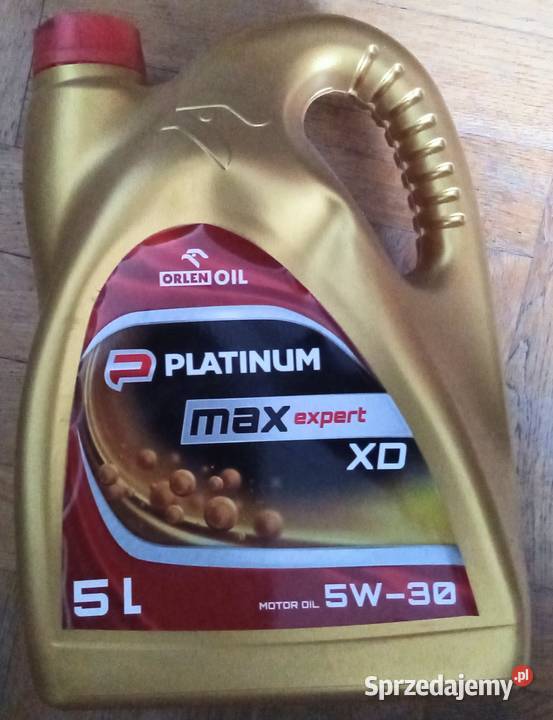 ORLEN OIL
PLATINUM
max expert
XD
5 L
MOTOR OIL 5W-30
Sprzedajemy.pl